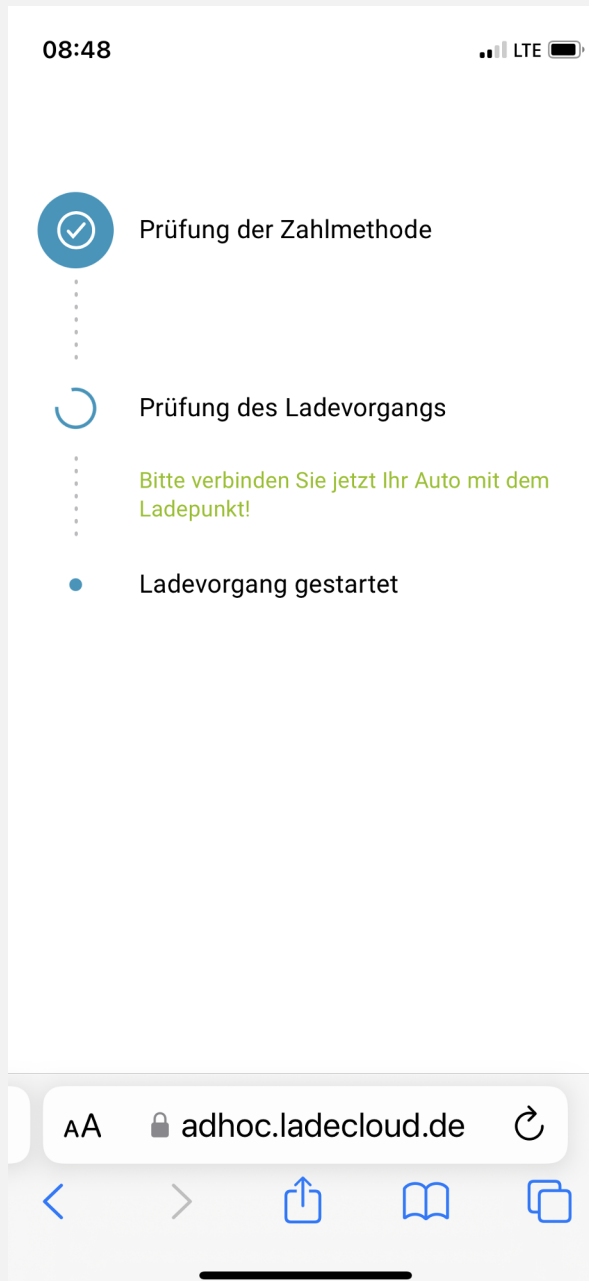 08:48
LTE
Prüfung der Zahlmethode
Prüfung des Ladevorgangs
Bitte verbinden Sie jetzt Ihr Auto mit dem
Ladepunkt!
Ladevorgang gestartet
AA adhoc.ladecloud.de